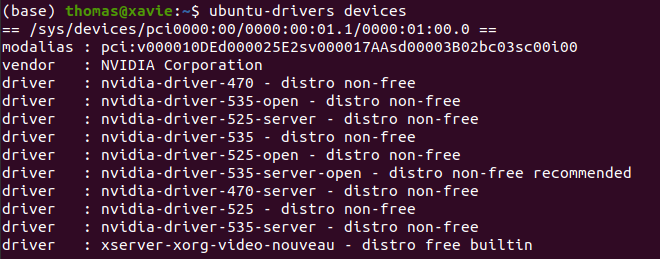 (base) thomas@xavie:~$ ubuntu-drivers devices
== /sys/devices/pci0000:00/0000:00:01.1/0000:01:00.0 ==
modalias : pci:v000010DEd000025E2sv000017AAsd00003B02bc03sc00i00
vendor   : NVIDIA Corporation
driver   : nvidia-driver-470 - distro non-free
driver   : nvidia-driver-535-open - distro non-free
driver   : nvidia-driver-525-server - distro non-free
driver   : nvidia-driver-535 - distro non-free
driver   : nvidia-driver-525-open - distro non-free
driver   : nvidia-driver-535-server-open - distro non-free recommended
driver   : nvidia-driver-470-server - distro non-free
driver   : nvidia-driver-525 - distro non-free
driver   : nvidia-driver-535-server - distro non-free
driver   : xserver-xorg-video-nouveau - distro free builtin